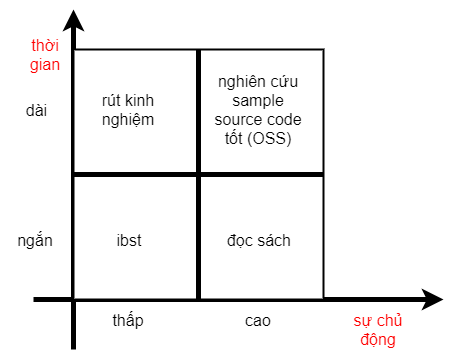 thời
gian
dài
rút kinh
nghiệm
nghiên cứu
sample
source code
tốt (OSS)
ngắn
ibst
đọc sách
thấp
cao
sự chủ
động